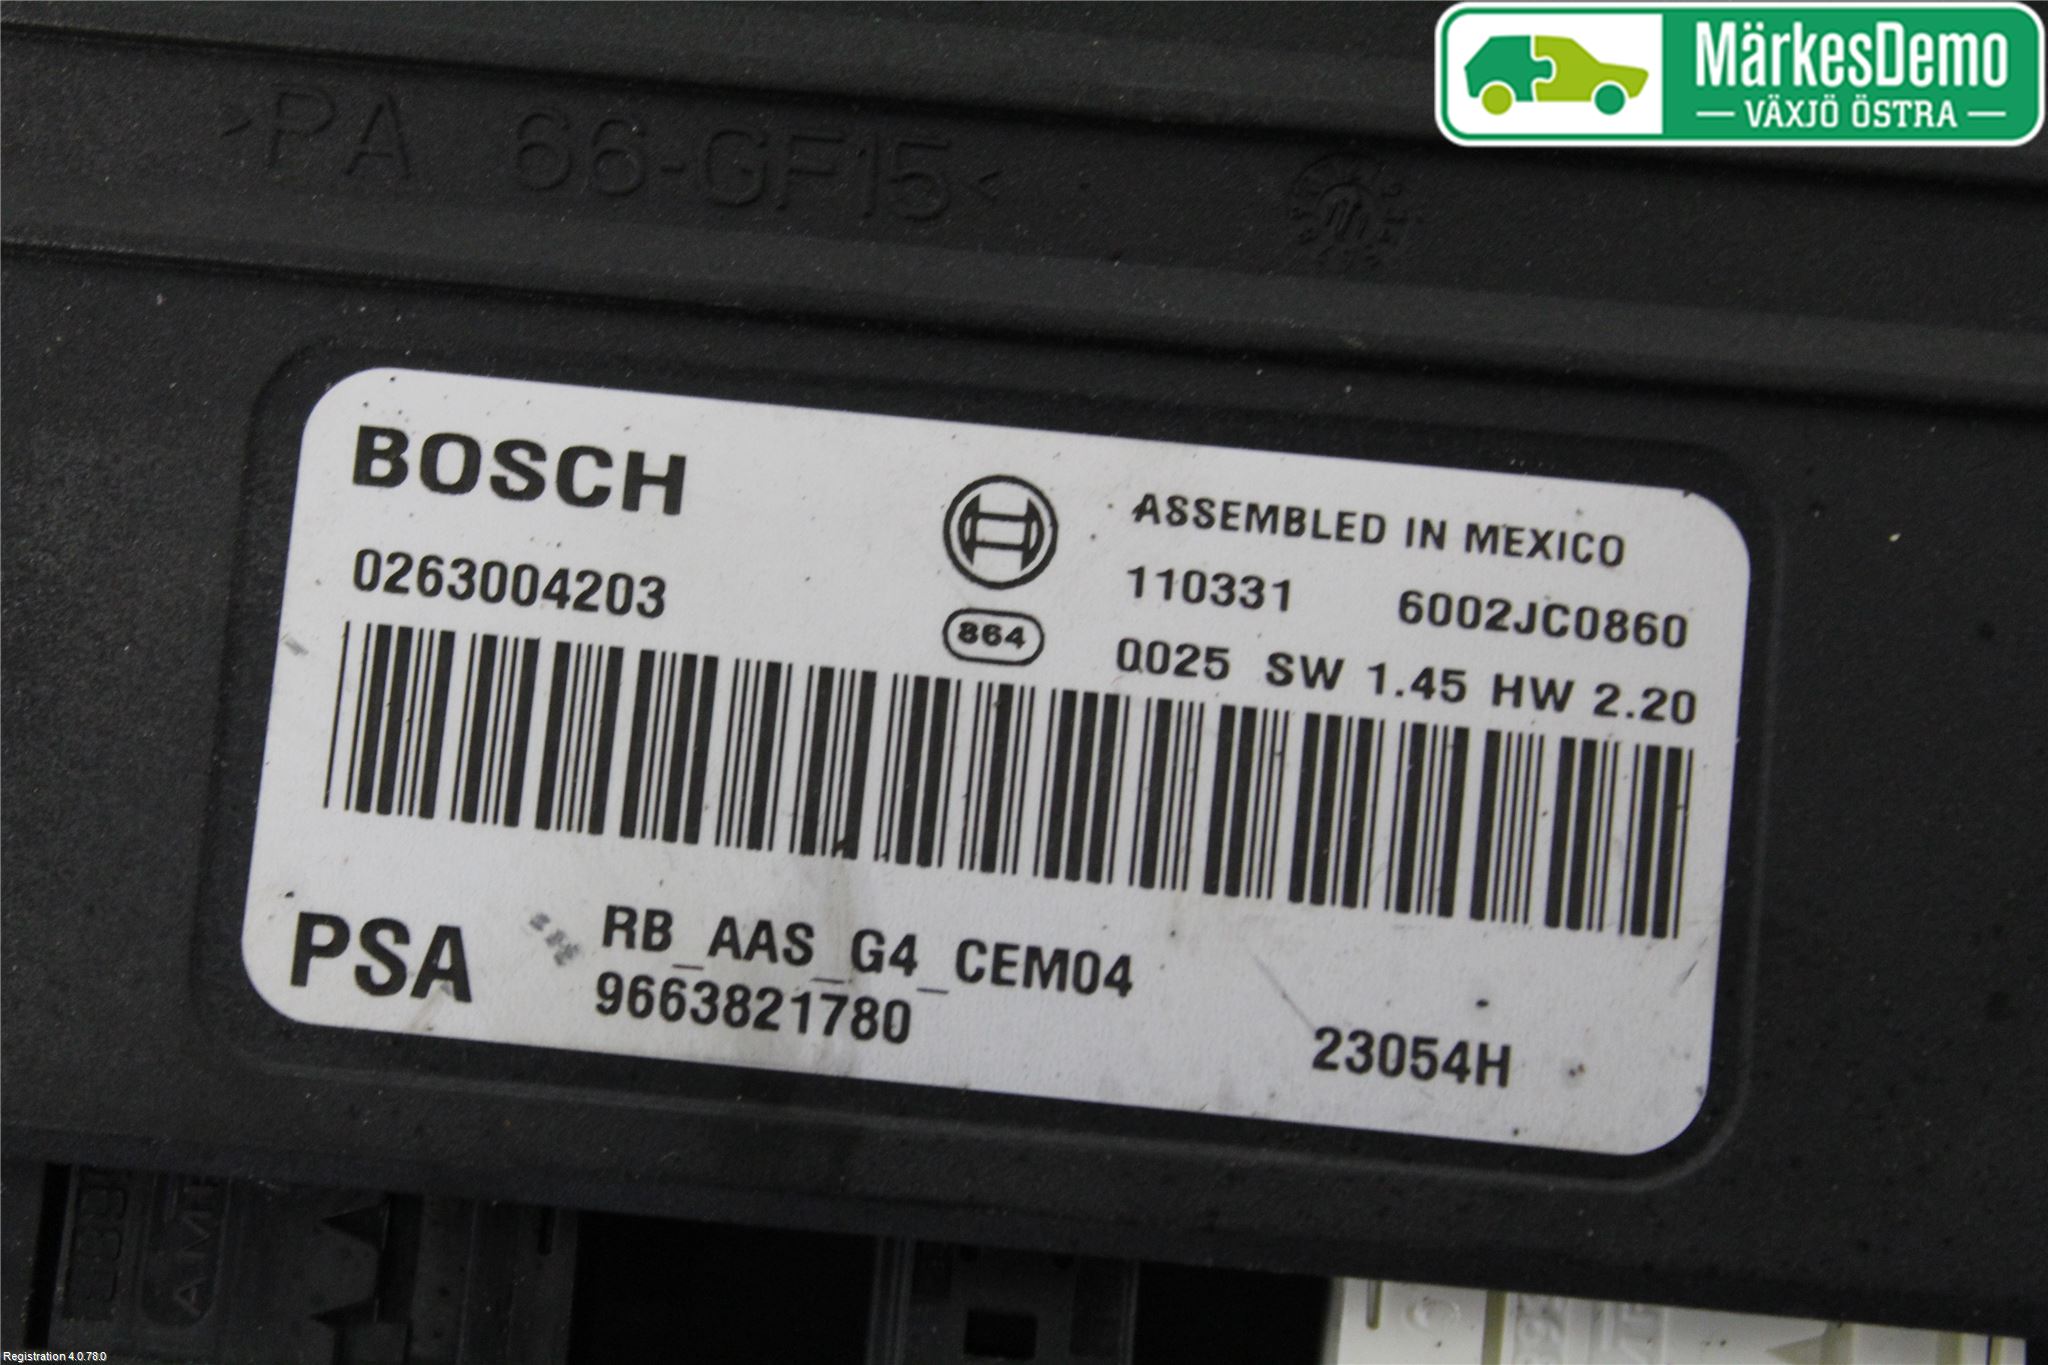 MärkesDemo
VÄXJÖ ÖSTRA
>PA 66-GF15<
BOSCH
ASSEMBLED IN MEXICO
0263004203
110331 6002JC0860
864
0025 SW 1.45 HW 2.20
PSA
RB_AAS_G4_CEM04
9663821780
23054H
Registration 4.0.78.0